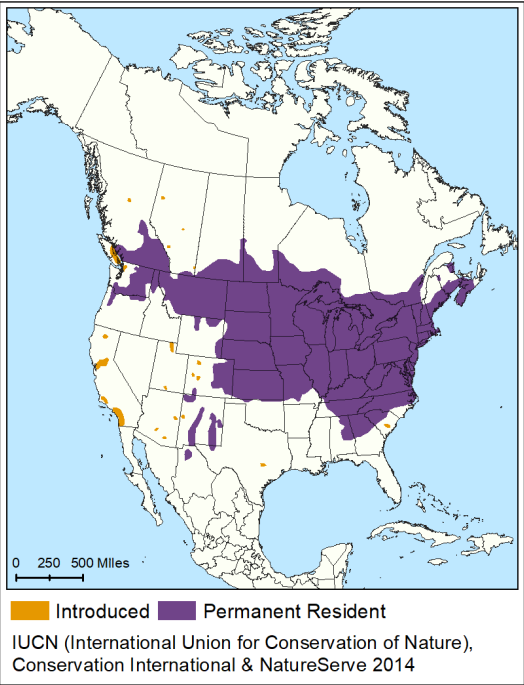 0 250 500 MIles
Introduced Permanent Resident
IUCN (International Union for Conservation of Nature),
Conservation International & NatureServe 2014